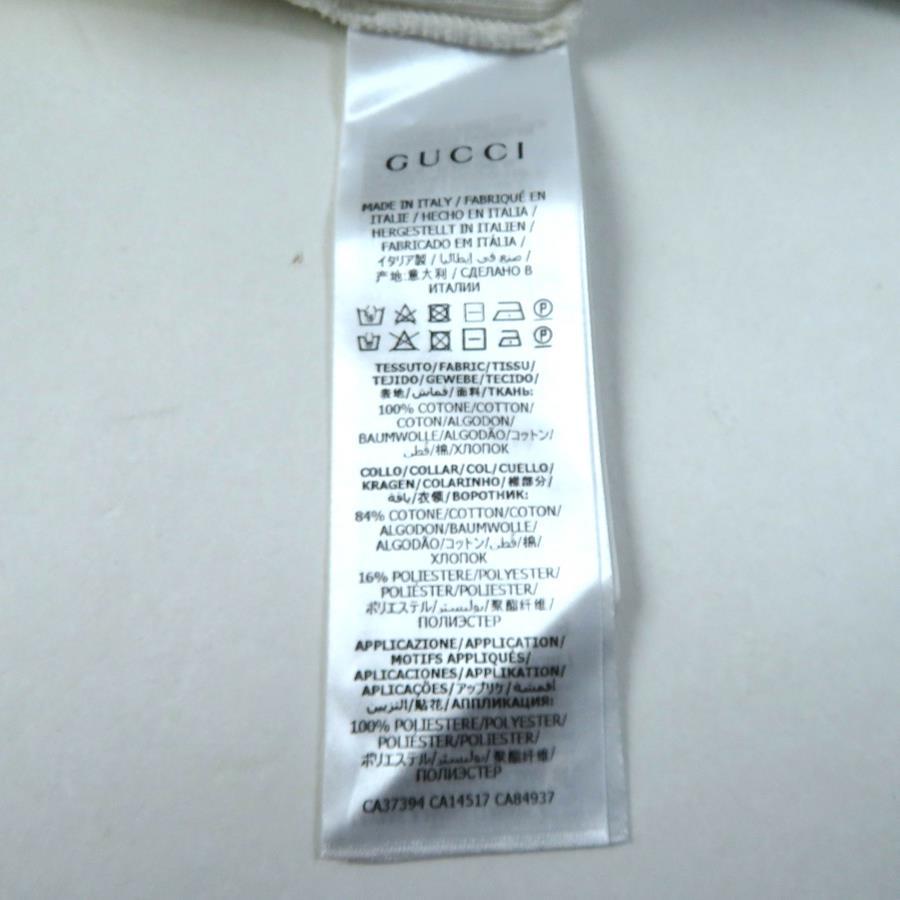 GUCCI
MADE IN ITALY / FABRIQUÉ EN
ITALIE / HECHO EN ITALIA /
HERGESTELLT IN ITALIEN /
FABRICADO EM ITÁLIA /
イタリア製 / صنع في إيطاليا /
产地:意大利 / СДЕЛАНО В
ИТАЛИИ
TESSUTO/FABRIC/TISSU/
TEJIDO/GEWEBE/TECIDO/
表地/قماش/面料/ТКАНЬ:
100% COTONE/COTTON/
COTON/ALGODON/
BAUMWOLLE/ALGODÃO/コットン/
قطن/棉/ХЛОПОК
COLLO/COLLAR/COL/CUELLO/
KRAGEN/COLARINHO/襟部分/
ياقة/衣领/ВОРОТНИК:
84% COTONE/COTTON/COTON/
ALGODON/BAUMWOLLE/
ALGODÃO/コットン/قطن/棉/
ХЛОПОК
16% POLIESTERE/POLYESTER/
POLIÉSTER/POLIESTER/
ポリエステル/بوليستر/聚酯纤维/
ПОЛИЭСТЕР
APPLICAZIONE/APPLICATION/
MOTIFS APPLIQUÉS/
APLICACIONES/APPLIKATION/
APLICAÇÕES/アップリケ/أقمشة
التزيين/贴花/АППЛИКАЦИЯ:
100% POLIESTERE/POLYESTER/
POLIÉSTER/POLIESTER/
ポリエステル/بوليستر/聚酯纤维/
ПОЛИЭСТЕР
CA37394 CA14517 CA84937